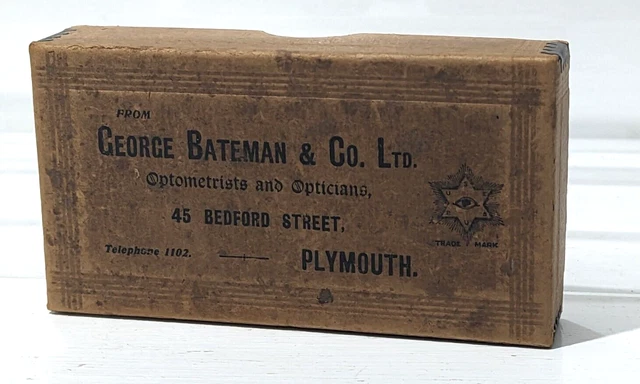 FROM
GEORGE BATEMAN & CO. LTD.
Optometrists and Opticians,
45 BEDFORD STREET,
Telephone 1102.
PLYMOUTH.
TRADE MARK